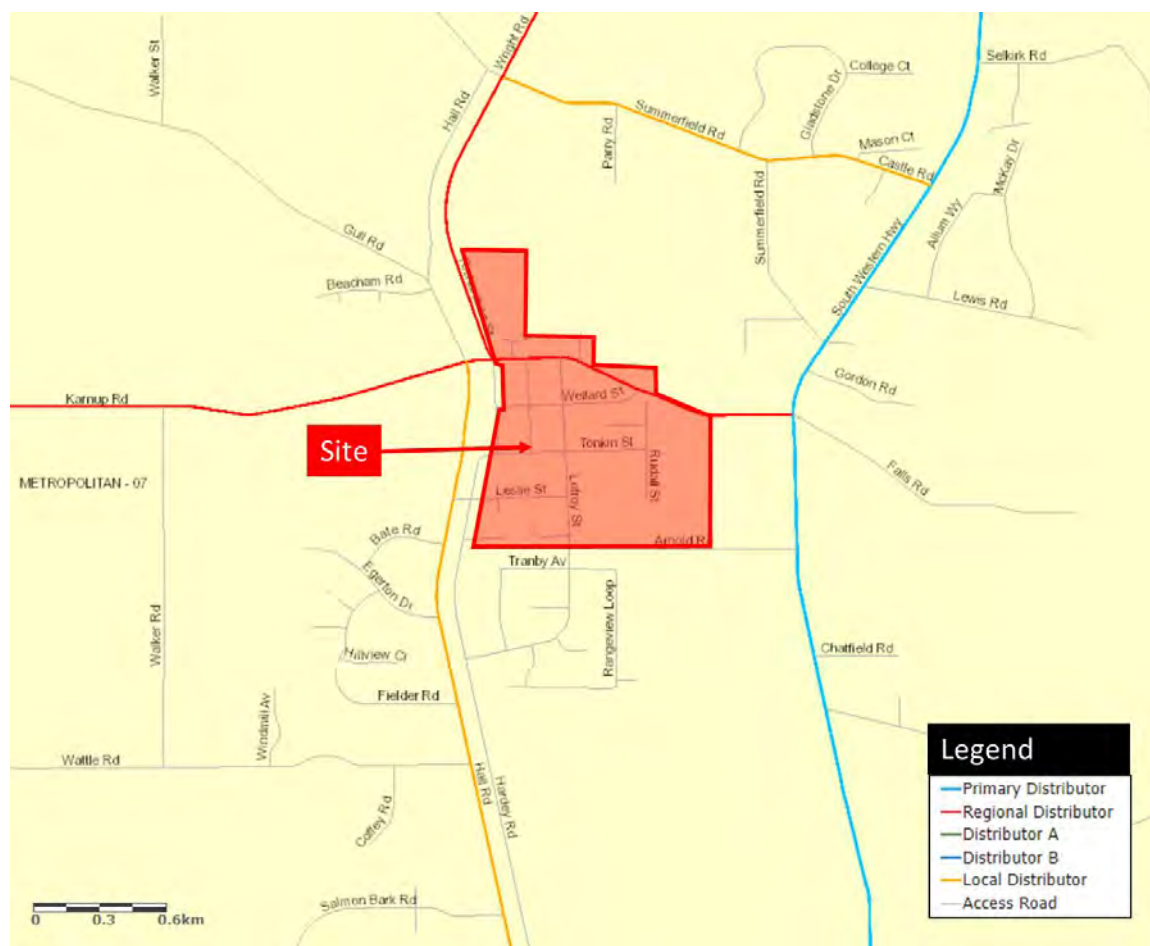 Walker St
Hall Rd
Wright Rd
Summerfield Rd
Parry Rd
Gladstone Dr
College Ct
Mason Ct
Castle Rd
Selkirk Rd
McKay Dr
Allum Wy
Summerfield Rd
South Western Hwy
Lewis Rd
Gull Rd
Beacham Rd
Gordon Rd
Karnup Rd
Wellard St
Site
Tonkin St
Falls Rd
METROPOLITAN - 07
Leslie St
Lefroy St
Bate Rd
Arnold R
Tranby Av
Egerton Dr
Rangeview Loop
Walker Rd
Hillview Ct
Chatfield Rd
Fielder Rd
Windmill Av
Wattle Rd
Hall Rd
Hardey Rd
Coffey Rd
Salmon Bark Rd
0 0.3 0.6km
Legend
Primary Distributor
Regional Distributor
Distributor A
Distributor B
Local Distributor
Access Road